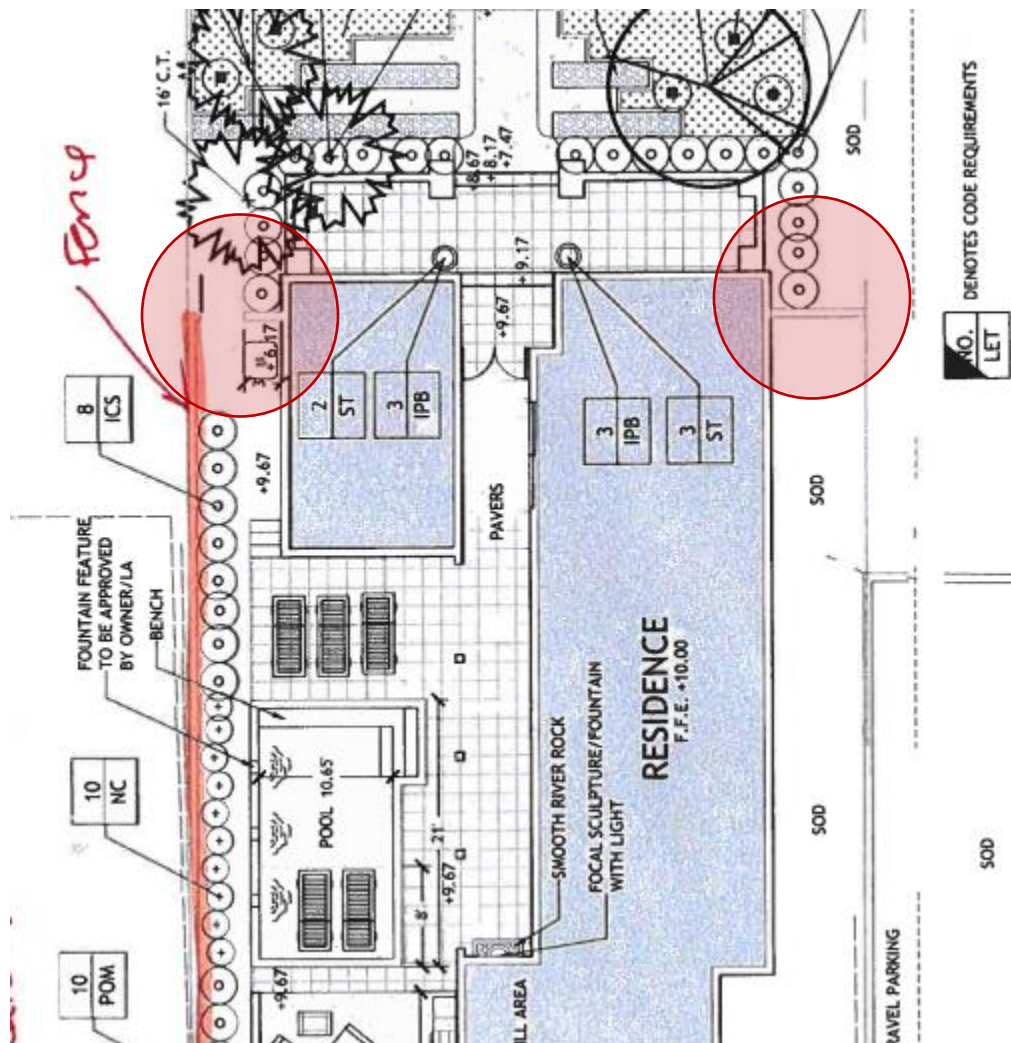 Fence
16' C.T.
+8.67
+8.17
+7.47
SOD
DENOTES CODE REQUIREMENTS
NO.
LET
+9.17
+9.67
3'
+6.17
8
ICS
2
ST
3
IPB
3
IPB
3
ST
+9.67
PAVERS
SOD
FOUNTAIN FEATURE
TO BE APPROVED
BY OWNER/LA
BENCH
RESIDENCE
F.F.E. +10.00
10
NC
POOL 10.65'
21'
8'
+9.67
SMOOTH RIVER ROCK
FOCAL SCULPTURE/FOUNTAIN
WITH LIGHT
SOD
SOD
10
POM
+9.67
ILL AREA
RAVEL PARKING